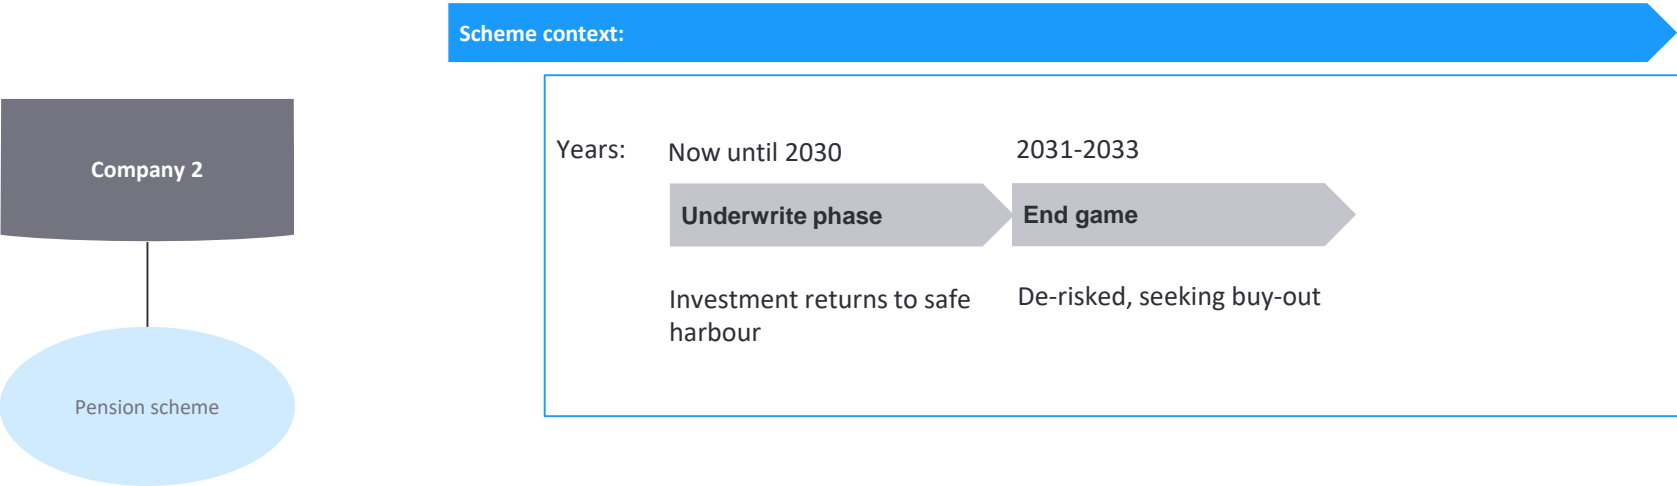 Scheme context:
Company 2
Pension scheme
Years:
Now until 2030
2031-2033
Underwrite phase
End game
Investment returns to safe
harbour
De-risked, seeking buy-out